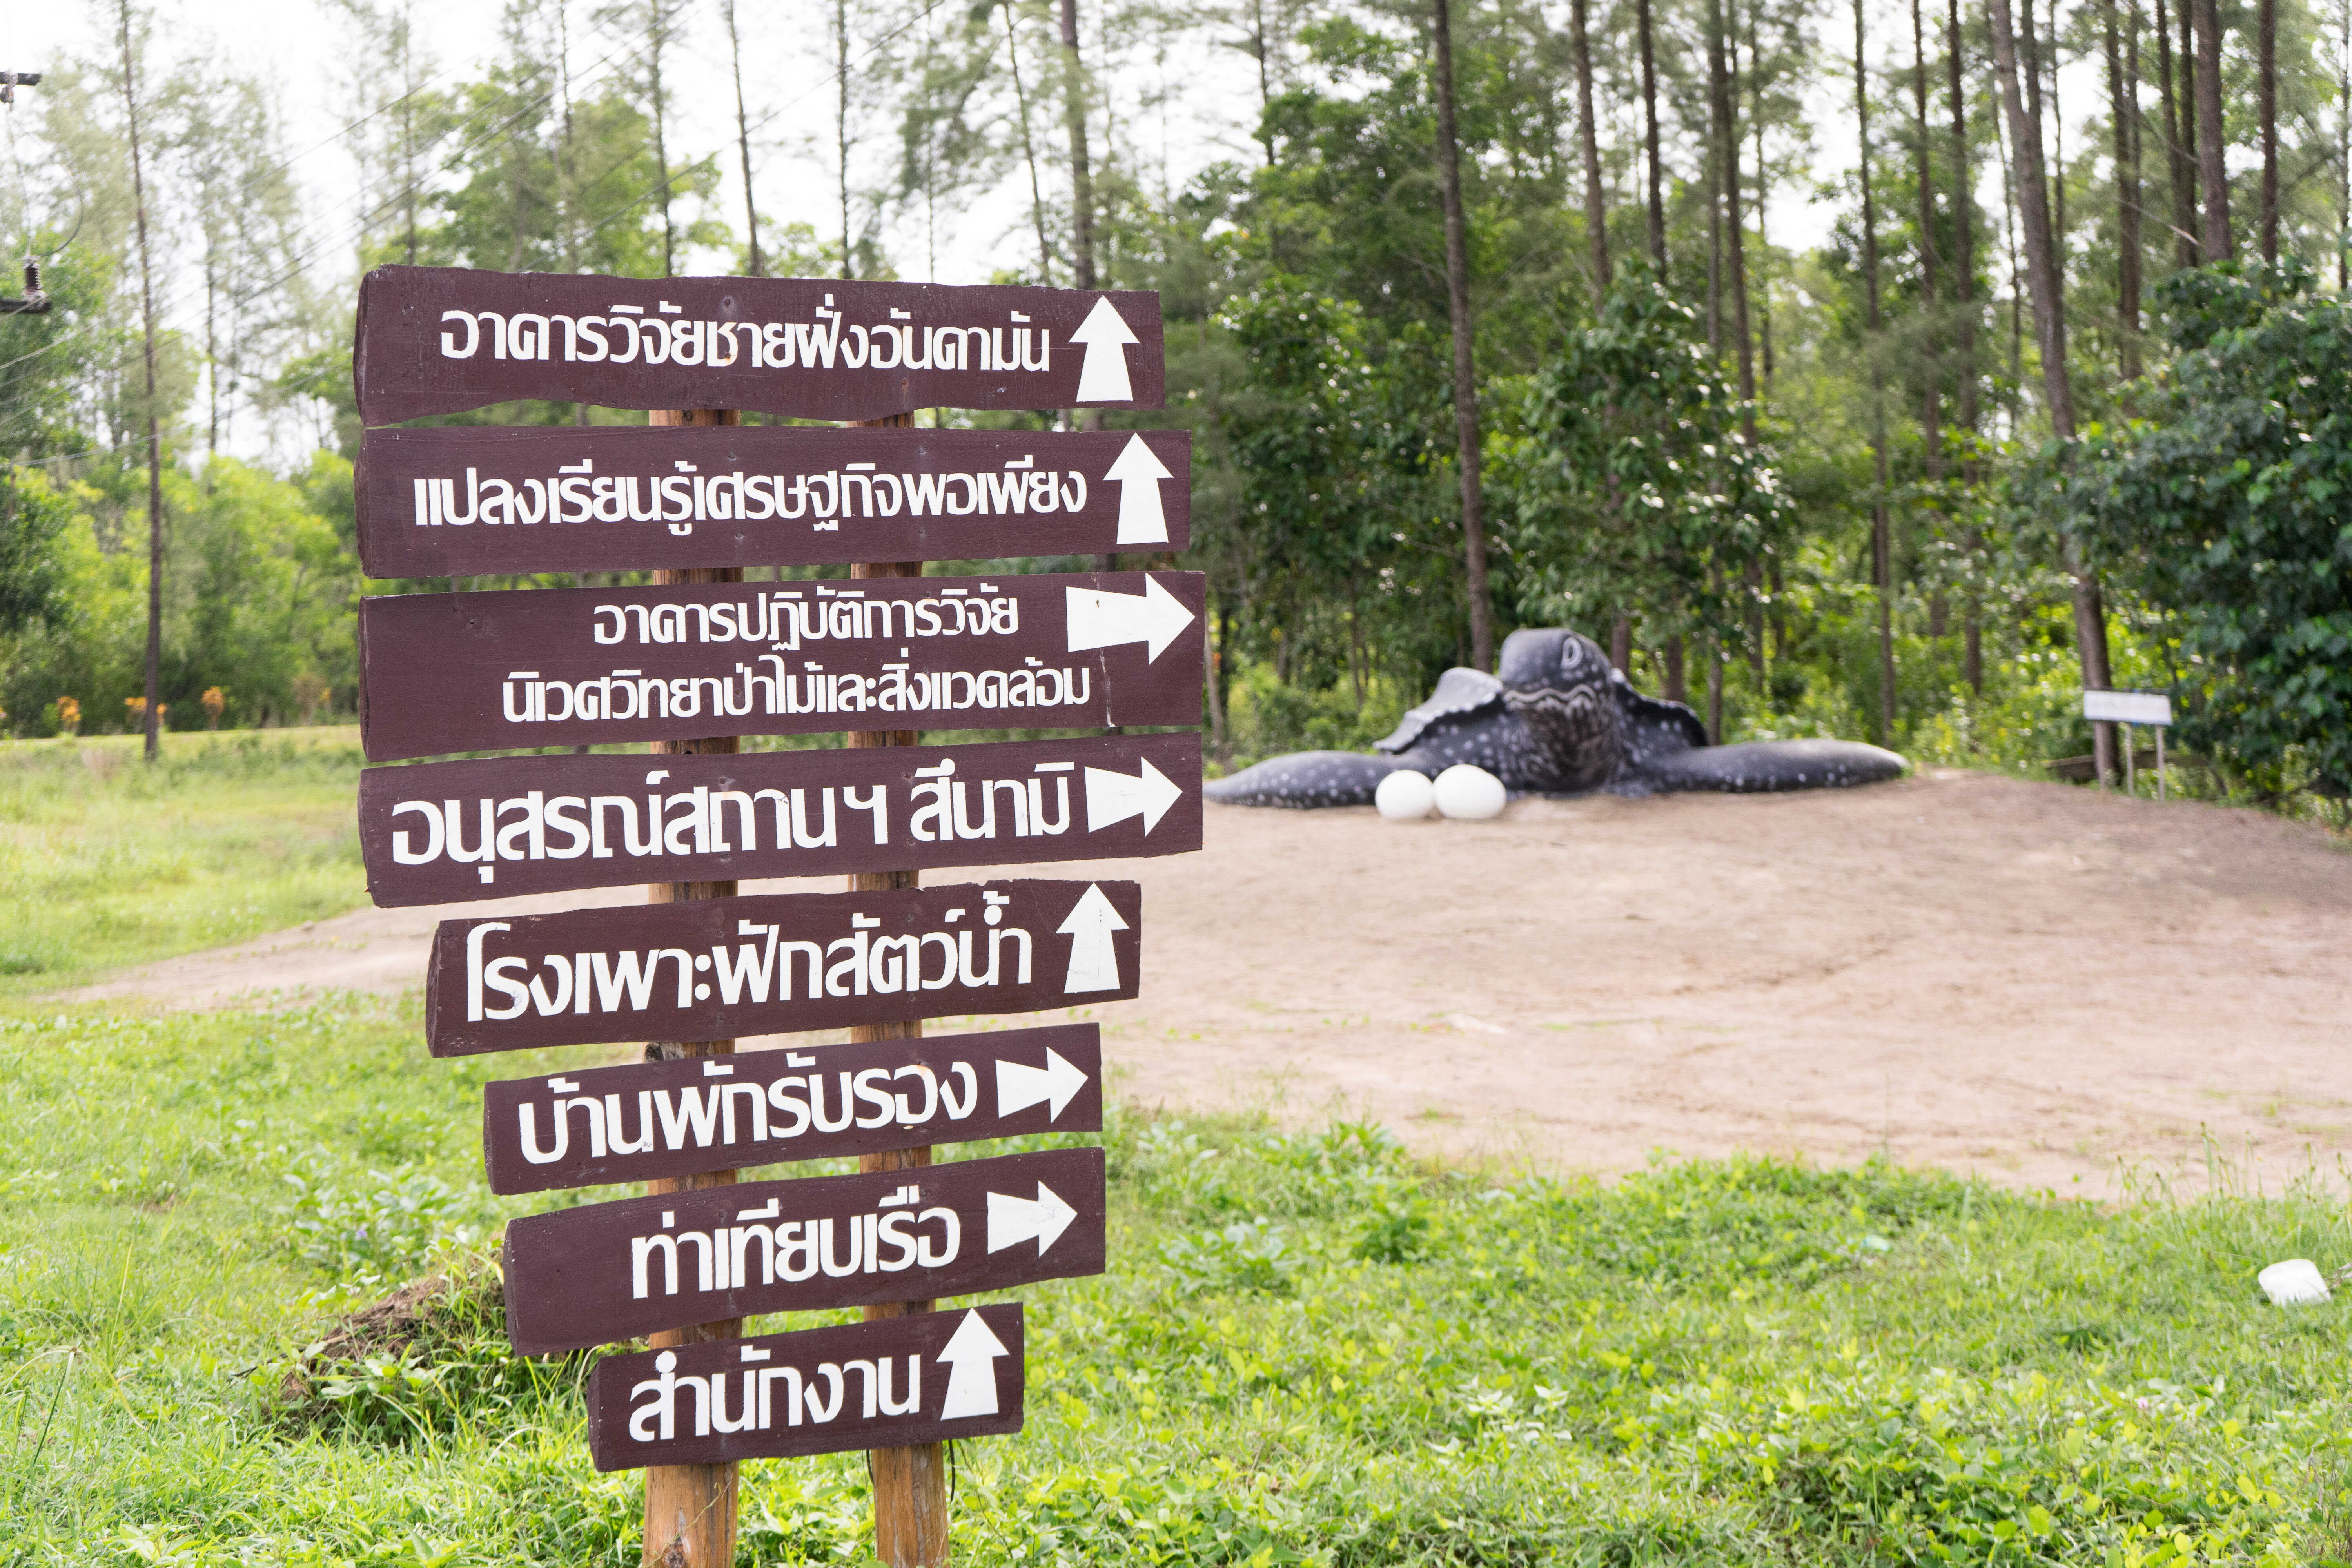 อาคารวิจัยชายฝั่งอันดามัน
แปลงเรียนรู้เศรษฐกิจพอเพียง
อาคารปฏิบัติการวิจัย
นิเวศวิทยาป่าไม้และสิ่งแวดล้อม
อนุสรณ์สถานฯ สึนามิ
โรงเพาะฟักสัตว์น้ำ
บ้านพักรับรอง
ท่าเทียบเรือ
สำนักงาน